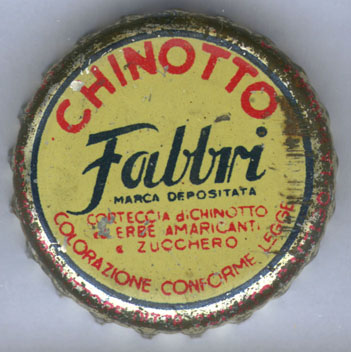 CHINOTTO
Fabbri
MARCA DEPOSITATA
CORTECCIA di CHINOTTO
ERBE AMARICANTI
e ZUCCHERO
COLORAZIONE CONFORME LEGGE